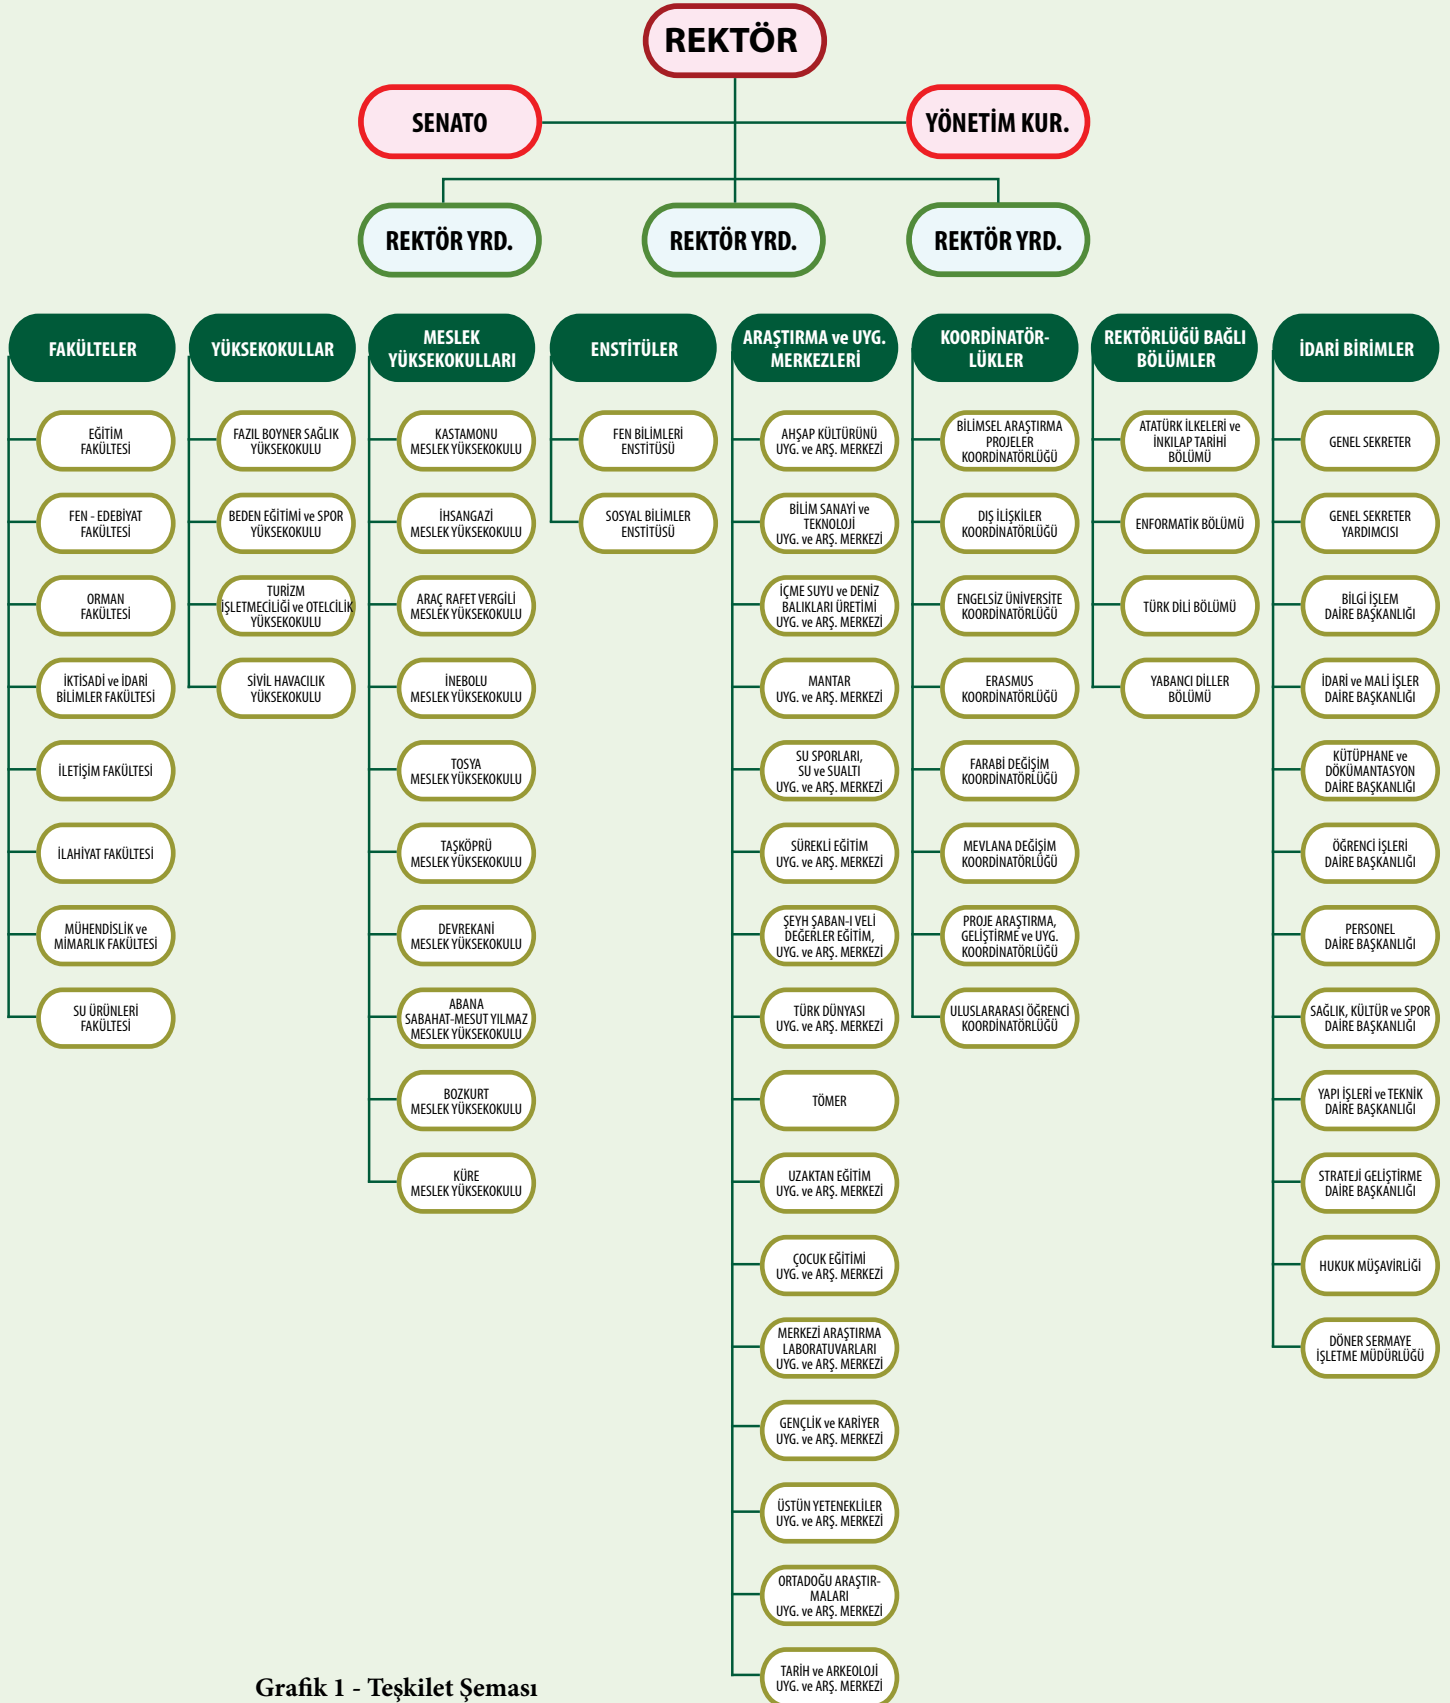 REKTÖR
SENATO
YÖNETİM KUR.
REKTÖR YRD.
REKTÖR YRD.
REKTÖR YRD.
FAKÜLTELER
EĞİTİM
FAKÜLTESİ
FEN - EDEBİYAT
FAKÜLTESİ
ORMAN
FAKÜLTESİ
İKTİSADİ ve İDARİ
BİLİMLER FAKÜLTESİ
İLETİŞİM FAKÜLTESİ
İLAHİYAT FAKÜLTESİ
MÜHENDİSLİK ve
MİMARLIK FAKÜLTESİ
SU ÜRÜNLERİ
FAKÜLTESİ
YÜKSEKOKULLAR
FAZIL BOYNER SAĞLIK
YÜKSEKOKULU
BEDEN EĞİTİMİ ve SPOR
YÜKSEKOKULU
TURİZM
İŞLETMECİLİĞİ ve OTELCİLİK
YÜKSEKOKULU
SİVİL HAVACILIK
YÜKSEKOKULU
MESLEK
YÜKSEKOKULLARI
KASTAMONU
MESLEK YÜKSEKOKULU
İHSANGAZİ
MESLEK YÜKSEKOKULU
ARAÇ RAFET VERGİLİ
MESLEK YÜKSEKOKULU
İNEBOLU
MESLEK YÜKSEKOKULU
TOSYA
MESLEK YÜKSEKOKULU
TAŞKÖPRÜ
MESLEK YÜKSEKOKULU
DEVREKANİ
MESLEK YÜKSEKOKULU
ABANA
SABAHAT-MESUT YILMAZ
MESLEK YÜKSEKOKULU
BOZKURT
MESLEK YÜKSEKOKULU
KÜRE
MESLEK YÜKSEKOKULU
ENSTİTÜLER
FEN BİLİMLERİ
ENSTİTÜSÜ
SOSYAL BİLİMLER
ENSTİTÜSÜ
ARAŞTIRMA ve UYG.
MERKEZLERİ
AHŞAP KÜLTÜRÜNÜ
UYG. ve ARŞ. MERKEZİ
BİLİM SANAYİ ve
TEKNOLOJİ
UYG. ve ARŞ. MERKEZİ
İÇME SUYU ve DENİZ
BALIKLARI ÜRETİMİ
UYG. ve ARŞ. MERKEZİ
MANTAR
UYG. ve ARŞ. MERKEZİ
SU SPORLARI,
SU ve SUALTI
UYG. ve ARŞ. MERKEZİ
SÜREKLİ EĞİTİM
UYG. ve ARŞ. MERKEZİ
ŞEYH ŞABAN-I VELİ
DEĞERLER EĞİTİM,
UYG. ve ARŞ. MERKEZİ
TÜRK DÜNYASI
UYG. ve ARŞ. MERKEZİ
TÖMER
UZAKTAN EĞİTİM
UYG. ve ARŞ. MERKEZİ
ÇOCUK EĞİTİMİ
UYG. ve ARŞ. MERKEZİ
MERKEZİ ARAŞTIRMA
LABORATUVARLARI
UYG. ve ARŞ. MERKEZİ
GENÇLİK ve KARİYER
UYG. ve ARŞ. MERKEZİ
ÜSTÜN YETENEKLİLER
UYG. ve ARŞ. MERKEZİ
ORTADOĞU ARAŞTIR-
MALARI
UYG. ve ARŞ. MERKEZİ
TARİH ve ARKEOLOJİ
UYG. ve ARŞ. MERKEZİ
KOORDİNATÖR-
LÜKLER
BİLİMSEL ARAŞTIRMA
PROJELER
KOORDİNATÖRLÜĞÜ
DIŞ İLİŞKİLER
KOORDİNATÖRLÜĞÜ
ENGELSİZ ÜNİVERSİTE
KOORDİNATÖRLÜĞÜ
ERASMUS
KOORDİNATÖRLÜĞÜ
FARABİ DEĞİŞİM
KOORDİNATÖRLÜĞÜ
MEVLANA DEĞİŞİM
KOORDİNATÖRLÜĞÜ
PROJE ARAŞTIRMA,
GELİŞTİRME ve UYG.
KOORDİNATÖRLÜĞÜ
ULUSLARARASI ÖĞRENCİ
KOORDİNATÖRLÜĞÜ
REKTÖRLÜĞÜ BAĞLI
BÖLÜMLER
ATATÜRK İLKELERİ ve
İNKILAP TARİHİ
BÖLÜMÜ
ENFORMATİK BÖLÜMÜ
TÜRK DİLİ BÖLÜMÜ
YABANCI DİLLER
BÖLÜMÜ
İDARİ BİRİMLER
GENEL SEKRETER
GENEL SEKRETER
YARDIMCISI
BİLGİ İŞLEM
DAİRE BAŞKANLIĞI
İDARİ ve MALİ İŞLER
DAİRE BAŞKANLIĞI
KÜTÜPHANE ve
DÖKÜMANTASYON
DAİRE BAŞKANLIĞI
ÖĞRENCİ İŞLERİ
DAİRE BAŞKANLIĞI
PERSONEL
DAİRE BAŞKANLIĞI
SAĞLIK, KÜLTÜR ve SPOR
DAİRE BAŞKANLIĞI
YAPI İŞLERİ ve TEKNİK
DAİRE BAŞKANLIĞI
STRATEJİ GELİŞTİRME
DAİRE BAŞKANLIĞI
HUKUK MÜŞAVİRLİĞİ
DÖNER SERMAYE
İŞLETME MÜDÜRLÜĞÜ
Grafik 1 - Teşkilet Şeması